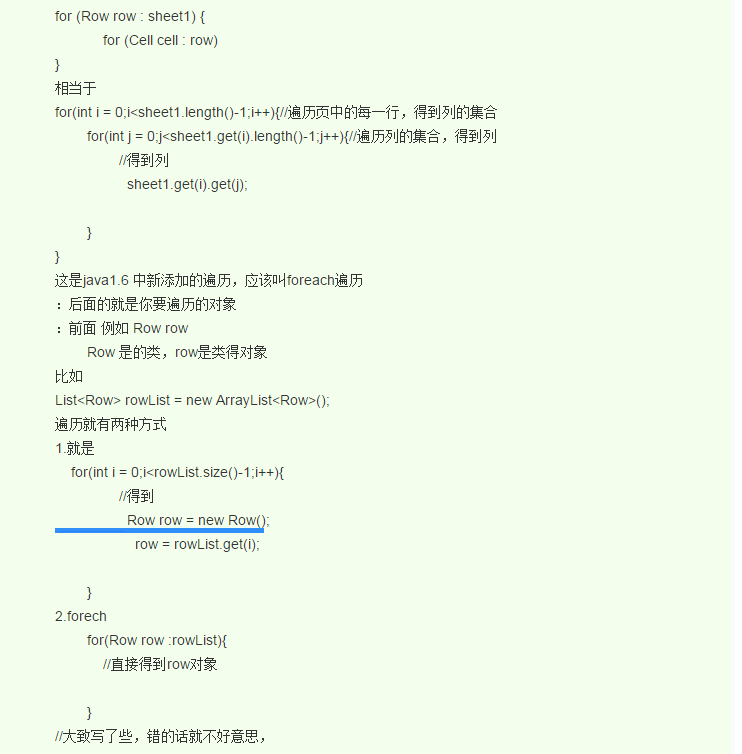 for (Row row : sheet1) {
for (Cell cell : row)
}
相当于
for(int i = 0;i<sheet1.length()-1;i++){//遍历页中的每一行，得到列的集合
for(int j = 0;j<sheet1.get(i).length()-1;j++){//遍历列的集合，得到列
//得到列
sheet1.get(i).get(j);
}
}
这是java1.6 中新添加的遍历，应该叫foreach遍历
：后面的就是你要遍历的对象
：前面 例如 Row row
Row 是的类，row是类得对象
比如
List<Row> rowList = new ArrayList<Row>();
遍历就有两种方式
1.就是
for(int i = 0;i<rowList.size()-1;i++){
//得到
Row row = new Row();
row = rowList.get(i);
}
2.forech
for(Row row :rowList){
//直接得到row对象
}
//大致写了些，错的话就不好意思，